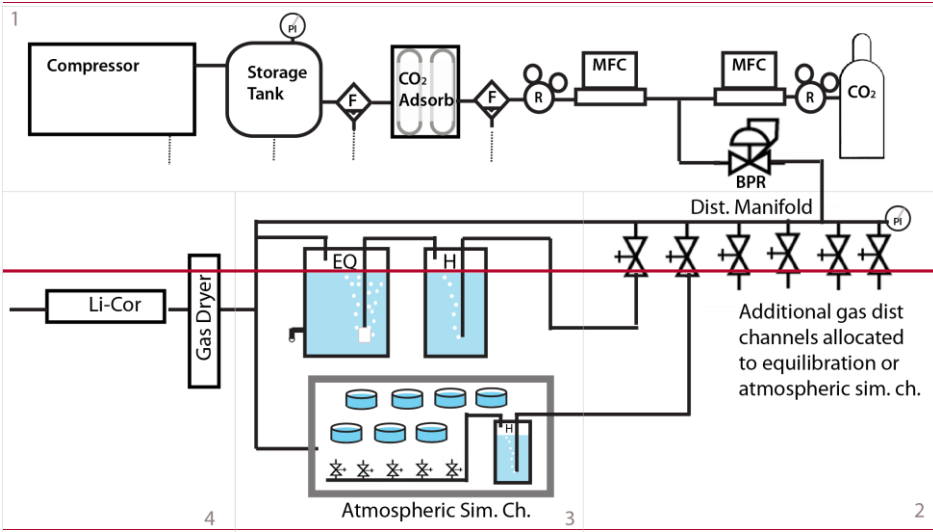 1
PI
Compressor
Storage
Tank
F
CO₂
Adsorb
F
R
MFC
MFC
R
CO₂
BPR
Dist. Manifold
PI
EQ
H
Li-Cor
Gas Dryer
Additional gas dist
channels allocated
to equilibration or
atmospheric sim. ch.
H
Atmospheric Sim. Ch.
4
3
2